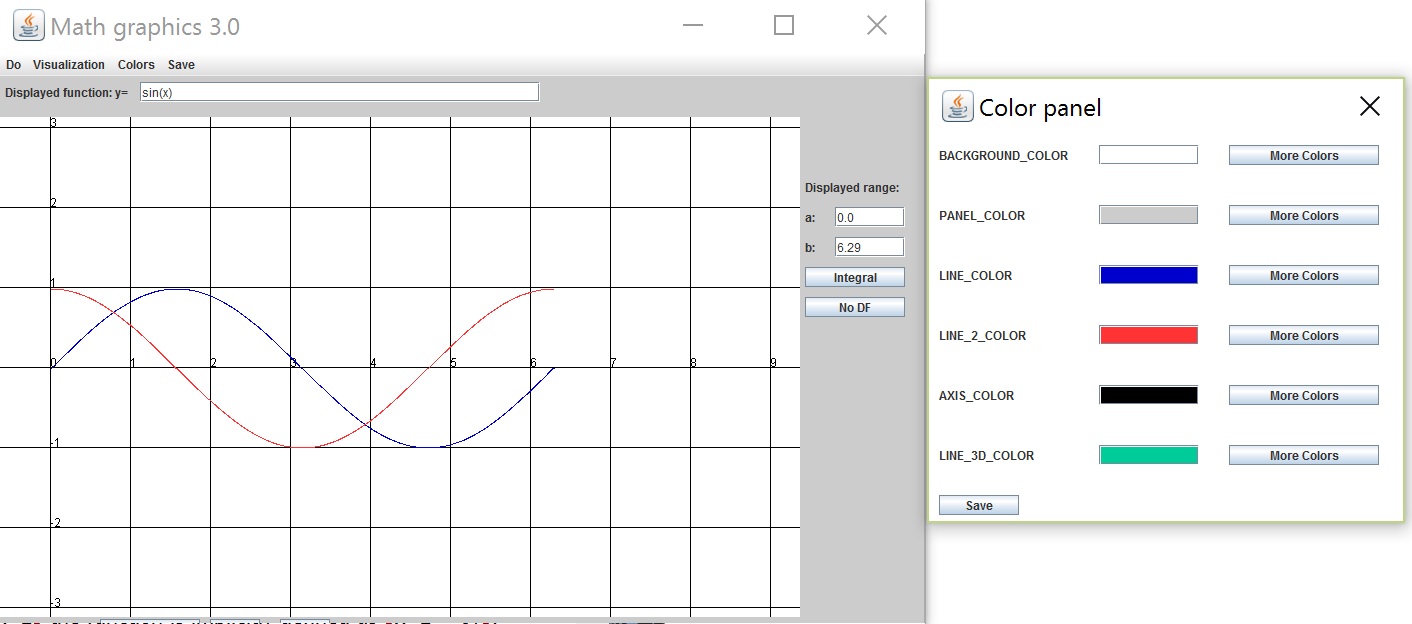 Math graphics 3.0
Do Visualization Colors Save
Displayed function: y= sin(x)
3
2
1
0 1 2 3 4 5 6 7 8 9
-1
-2
-3
Displayed range:
a: 0.0
b: 6.29
Integral
No DF
Color panel
BACKGROUND_COLOR More Colors
PANEL_COLOR More Colors
LINE_COLOR More Colors
LINE_2_COLOR More Colors
AXIS_COLOR More Colors
LINE_3D_COLOR More Colors
Save